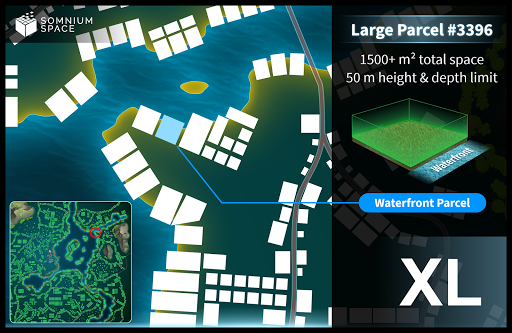 SOMNIUM
SPACE
Large Parcel #3396
1500+ m² total space
50 m height & depth limit
Waterfront
Waterfront Parcel
XL